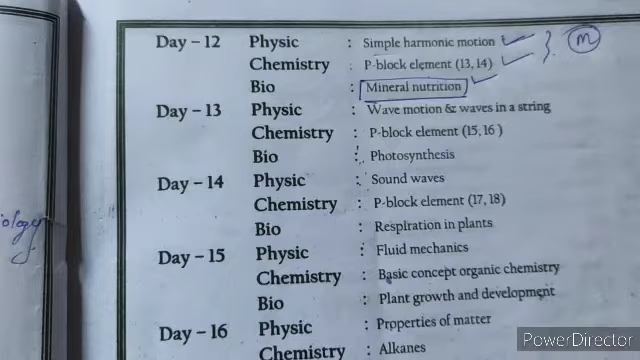 Day – 12 Physic : Simple harmonic motion m
Chemistry : P-block element (13, 14)
Bio : Mineral nutrition
Day – 13 Physic : Wave motion & waves in a string
Chemistry : P-block element (15, 16)
Bio : Photosynthesis
Day – 14 Physic : Sound waves
Chemistry : P-block element (17, 18)
Bio : Respiration in plants
ology
Day – 15 Physic : Fluid mechanics
Chemistry : Basic concept organic chemistry
Bio : Plant growth and development
Day – 16 Physic : Properties of matter
Chemistry : Alkanes
PowerDirector